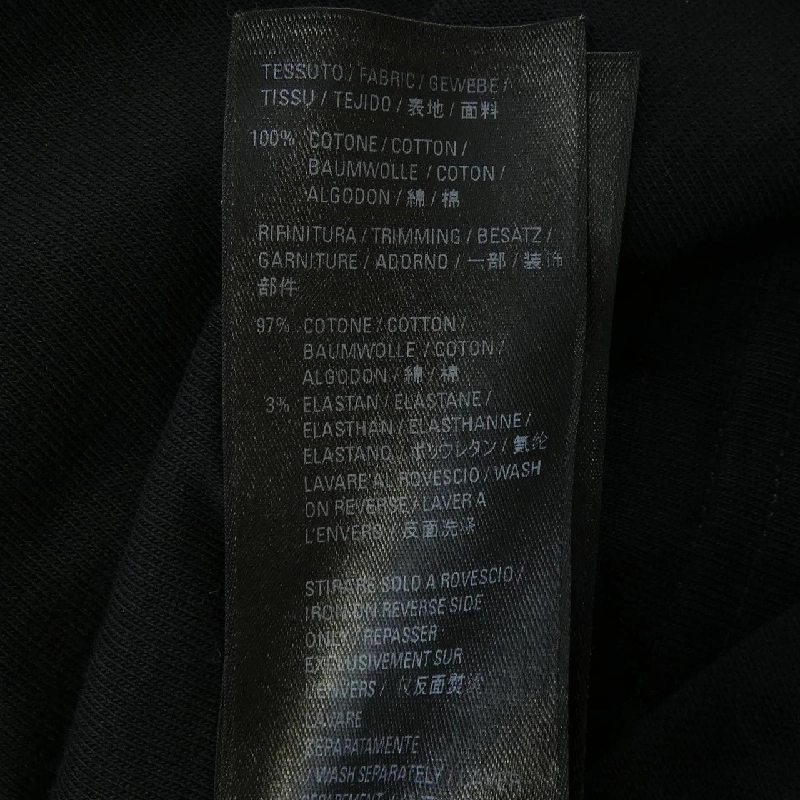 TESSUTO / FABRIC / GEWEBE /
TISSU / TEJIDO / 表地 / 面料
100% COTONE / COTTON /
BAUMWOLLE / COTON /
ALGODON / 綿 / 棉
RIFINITURA / TRIMMING / BESATZ /
GARNITURE / ADORNO / 一部 / 装饰
部件
97% COTONE / COTTON /
BAUMWOLLE / COTON /
ALGODON / 綿 / 棉
3% ELASTAN / ELASTANE /
ELASTHAN / ELASTHANNE /
ELASTANO ポリウレタン / 氨纶
LAVARE AL ROVESCIO / WASH
ON REVERSE / LAVER A
L'ENVERS / 反面洗涤
STIRARE SOLO A ROVESCIO /
IRON ON REVERSE SIDE
ONLY / REPASSER
EXCLUSIVEMENT SUR
L'ENVERS / 仅反面熨烫
LAVARE
SEPARATAMENTE
/ WASH SEPARATELY / LAVER